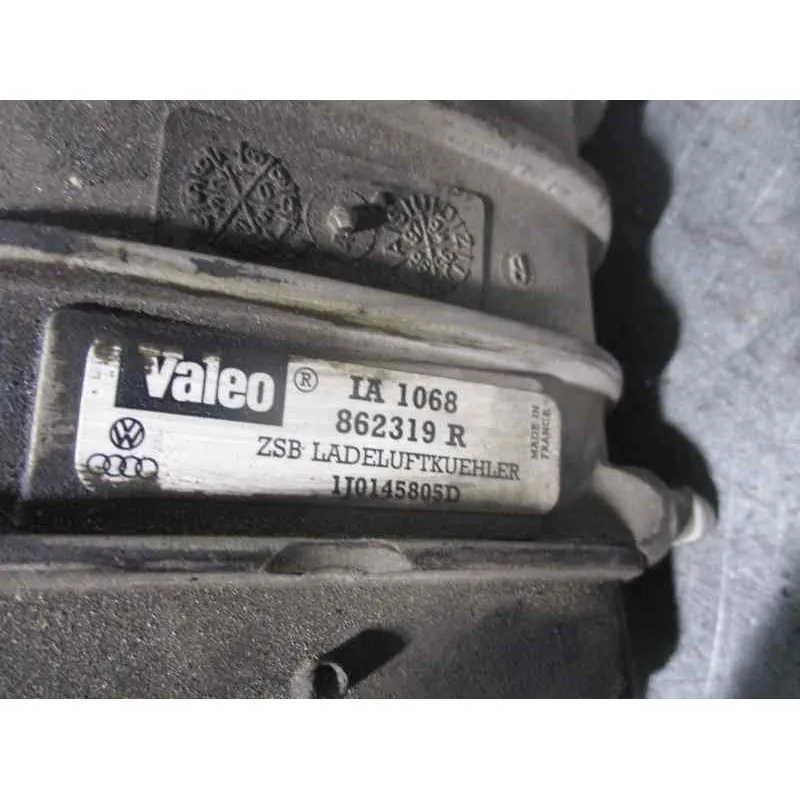 Valeo ® IA 1068
862319 R
ZSB LADELUFTKUEHLER
1J0145805D
MADE IN
FRANCE